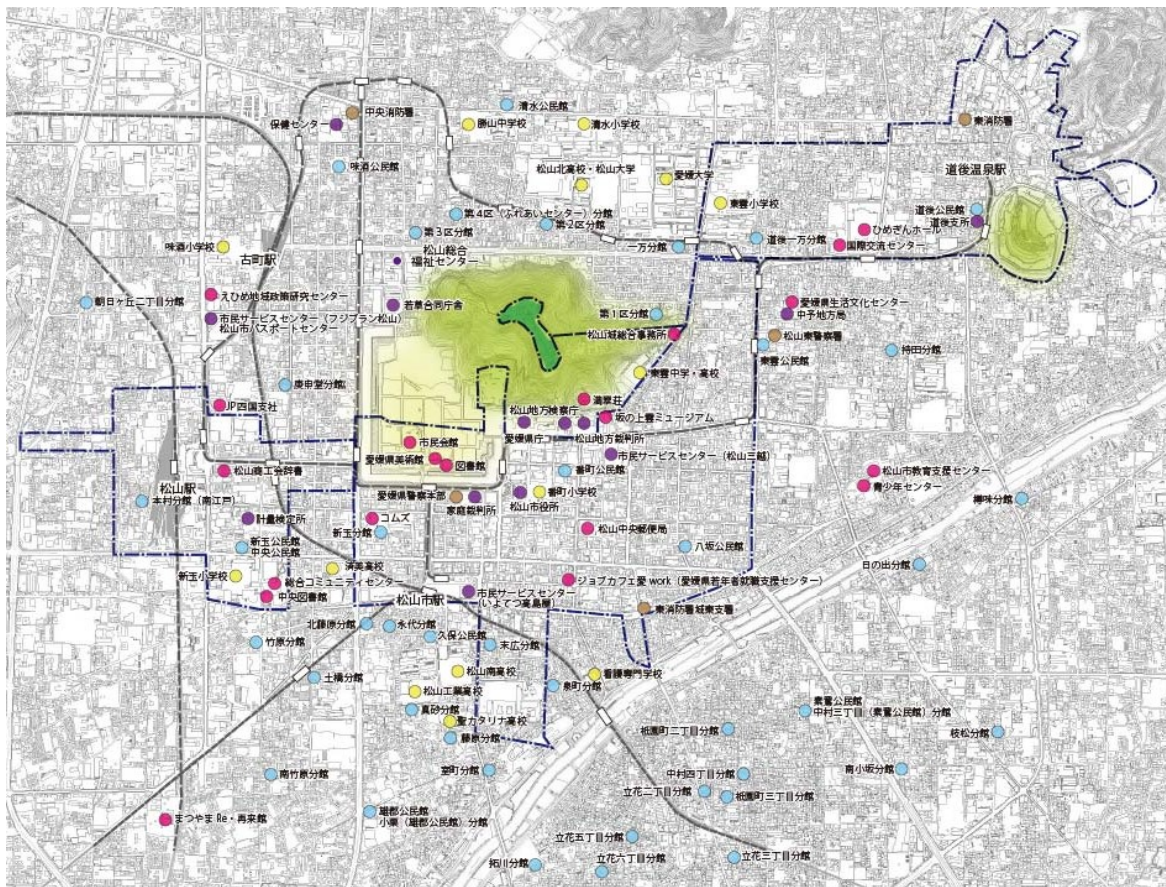 清水公民館
中央消防署
保健センター
勝山中学校
清水小学校
東消防署
味酒公民館
松山北高校・松山大学
愛媛大学
道後温泉駅
東雲小学校
第4区（ふれあいセンター）分館
第2区分館
第3区分館
道後公民館
道後支所
ひめぎんホール
国際交流センター
道後一万分館
一万分館
味酒小学校
古町駅
松山総合
福祉センター
朝日ヶ丘二丁目分館
えひめ地域政策研究センター
市民サービスセンター（フジグラン松山）
松山市パスポートセンター
若草合同庁舎
第1区分館
松山城総合事務所
愛媛県生活文化センター
中予地方局
松山東警察署
東雲公民館
持田分館
東雲中学・高校
庚申堂分館
JP四国支社
萬翠荘
松山地方検察庁
坂の上雲ミュージアム
愛媛県庁
松山地方裁判所
市民会館
愛媛県美術館
図書館
市民サービスセンター（松山三越）
番町公民館
松山商工会辞書
松山市教育支援センター
青少年センター
松山駅
本村分館（南江戸）
愛媛県警察本部
家庭裁判所
松山市役所
番町小学校
樽味分館
計量検定所
コムズ
新玉分館
松山中央郵便局
新玉公民館
中央公民館
八坂公民館
日の出分館
新玉小学校
済美高校
総合コミュニティセンター
中央図書館
松山市駅
市民サービスセンター
（いよてつ高島屋）
ジョブカフェ愛work（愛媛県若年者就職支援センター）
東消防署城東支署
北藤原分館
永代分館
久保公民館
末広分館
竹原分館
土橋分館
松山南高校
松山工業高校
看護専門学校
泉町分館
真砂分館
聖カタリナ高校
藤原分館
素鵞公民館
中村三丁目（素鵞公民館）分館
祇園町二丁目分館
枝松分館
南竹原分館
室町分館
中村四丁目分館
南小坂分館
立花二丁目分館
祇園町三丁目分館
まつやまRe・再来館
雄郡公民館
小栗（雄郡公民館）分館
立花五丁目分館
拓川分館
立花六丁目分館
立花三丁目分館